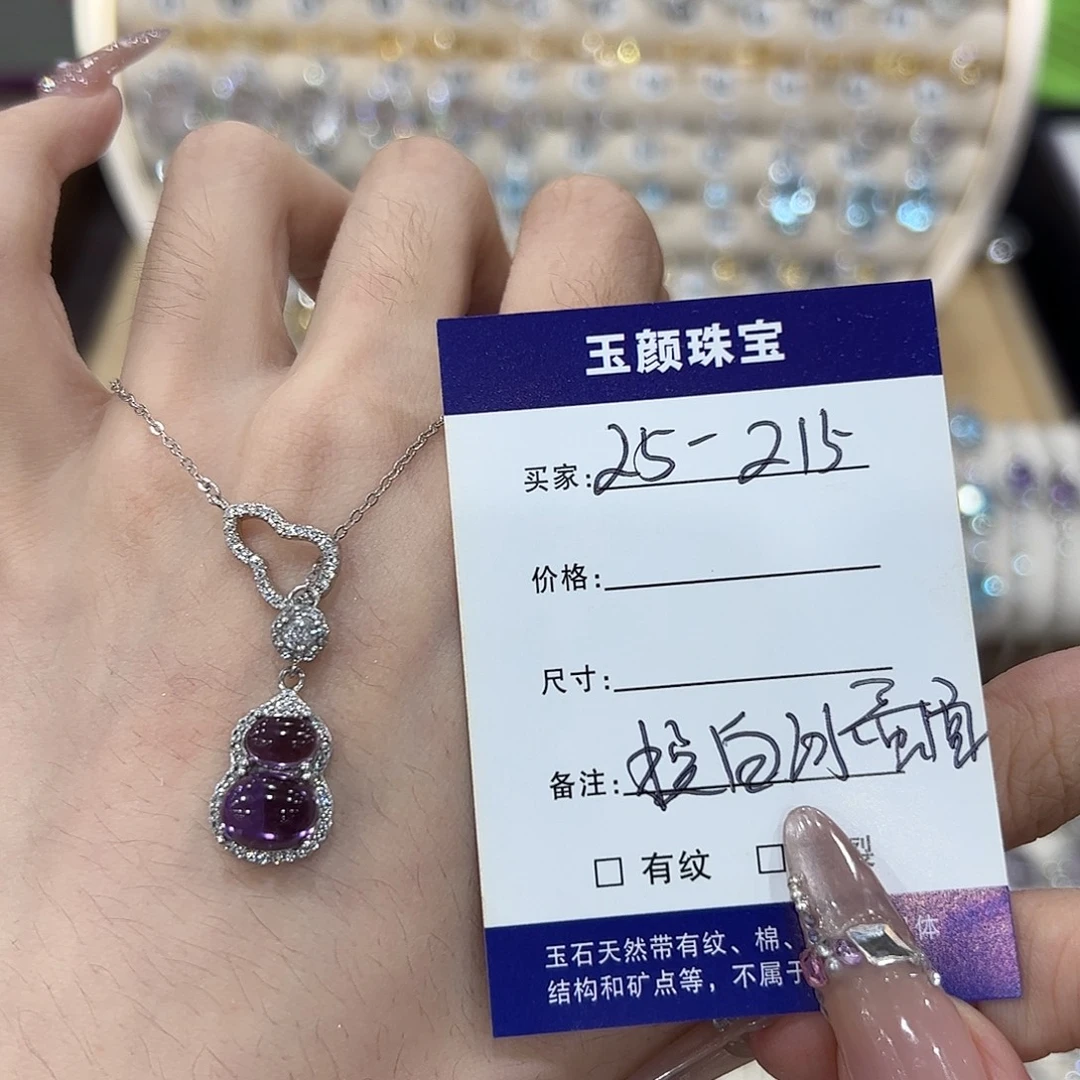 玉颜珠宝
买家: 25-215
价格:
尺寸:
备注:
□ 有纹 □ 裂
玉石天然带有纹、棉、 体
结构和矿点等，不属于